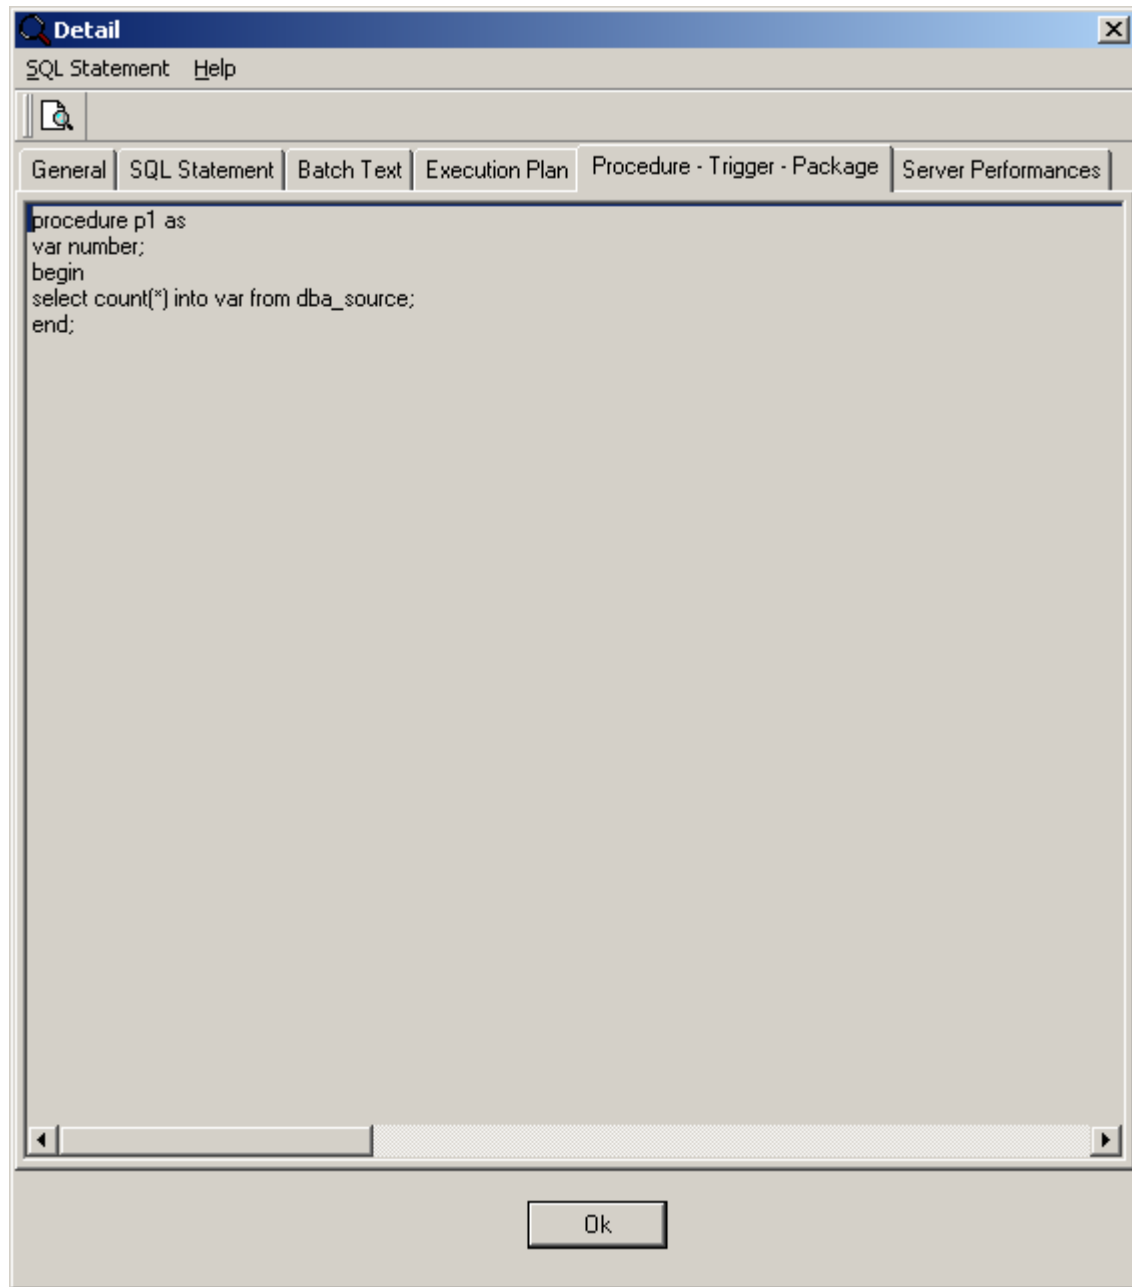 Detail
SQL Statement Help
General SQL Statement Batch Text Execution Plan Procedure - Trigger - Package Server Performances
procedure p1 as
var number;
begin
select count(*) into var from dba_source;
end;
Ok